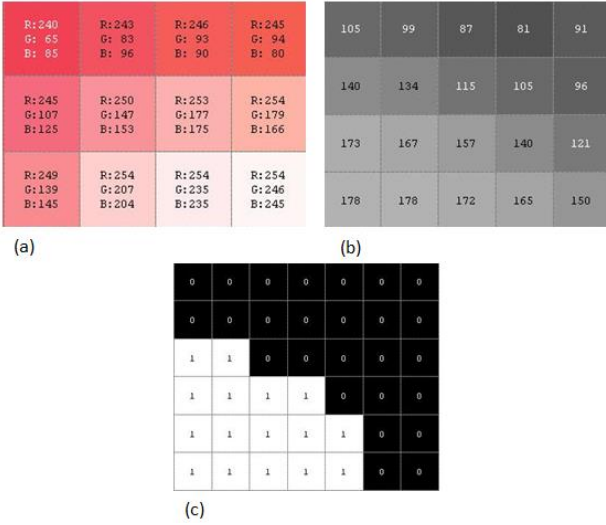 R:240 R:243 R:246 R:245
G: 65 G: 83 G: 93 G: 94
B: 85 B: 96 B: 90 B: 80
R:245 R:250 R:253 R:254
G:107 G:147 G:177 G:179
B:125 B:153 B:175 B:166
R:249 R:254 R:254 R:254
G:139 G:207 G:235 G:246
B:145 B:204 B:235 B:245
(a)
105 99 87 81 91
140 134 115 105 96
173 167 157 140 121
178 178 172 165 150
(b)
0 0 0 0 0 0 0
0 0 0 0 0 0 0
1 1 0 0 0 0 0
1 1 1 1 0 0 0
1 1 1 1 1 0 0
1 1 1 1 1 0 0
(c)